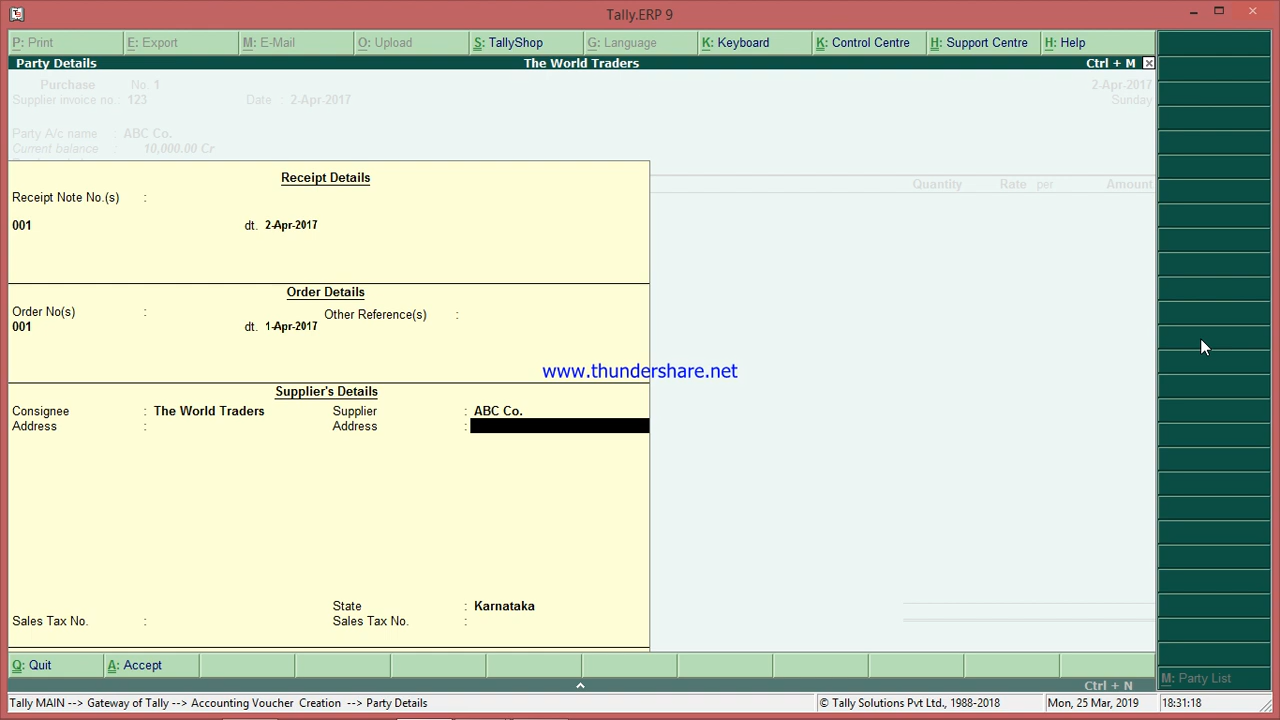 Tally.ERP 9
P: Print E: Export M: E-Mail O: Upload S: TallyShop G: Language K: Keyboard K: Control Centre H: Support Centre H: Help
Party Details The World Traders Ctrl + M
Purchase No. 1 2-Apr-2017
Supplier invoice no.: 123 Date : 2-Apr-2017 Sunday
Party A/c name : ABC Co.
Current balance : 10,000.00 Cr
Receipt Details
Quantity Rate per Amount
Receipt Note No.(s) :
001 dt. 2-Apr-2017
Order Details
Order No(s) : Other Reference(s) :
001 dt. 1-Apr-2017
www.thundershare.net
Supplier's Details
Consignee : The World Traders Supplier : ABC Co.
Address : Address :
State : Karnataka
Sales Tax No. : Sales Tax No. :
Q: Quit A: Accept
M: Party List
Ctrl + N
Tally MAIN --> Gateway of Tally --> Accounting Voucher Creation --> Party Details © Tally Solutions Pvt Ltd., 1988-2018 Mon, 25 Mar, 2019 18:31:18